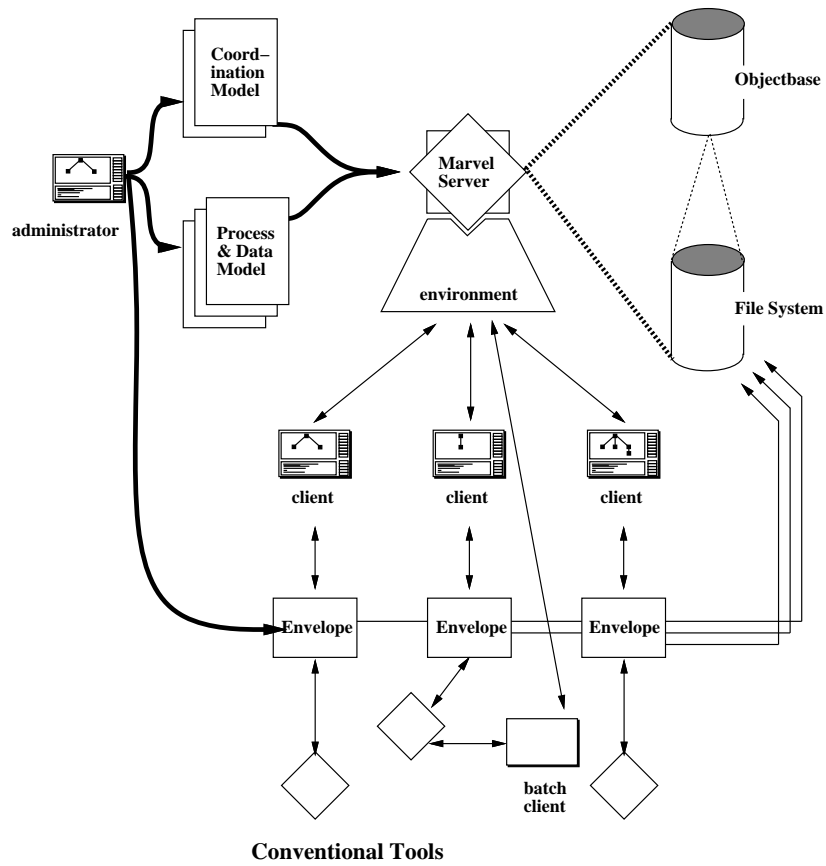 Coord–
ination
Model
Objectbase
Marvel
Server
administrator
Process
& Data
Model
environment
File System
client
client
client
Envelope
Envelope
Envelope
batch
client
Conventional Tools